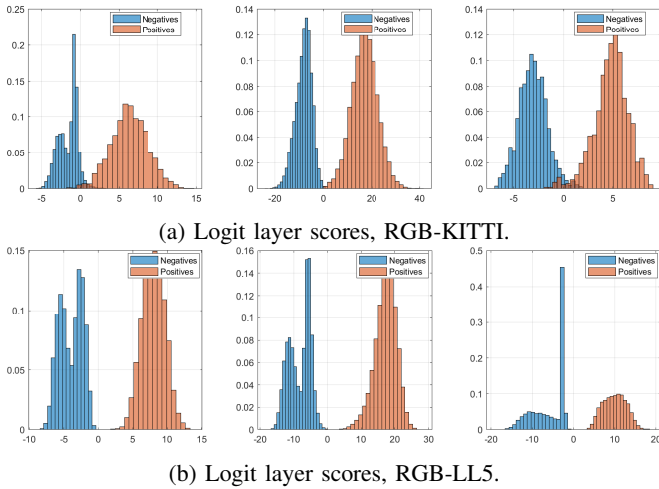 0.25
0.2
0.15
0.1
0.05
0
-5 0 5 10 15
Negatives
Positives
0.14
0.12
0.1
0.08
0.06
0.04
0.02
0
-20 0 20 40
Negatives
Positives
0.14
0.12
0.1
0.08
0.06
0.04
0.02
0
-5 0 5
Negatives
Positives
(a) Logit layer scores, RGB-KITTI.
0.15
0.1
0.05
0
-10 -5 0 5 10 15
Negatives
Positives
0.16
0.14
0.12
0.1
0.08
0.06
0.04
0.02
0
-20 -10 0 10 20 30
Negatives
Positives
0.5
0.4
0.3
0.2
0.1
0
-20 -10 0 10 20
Negatives
Positives
(b) Logit layer scores, RGB-LL5.